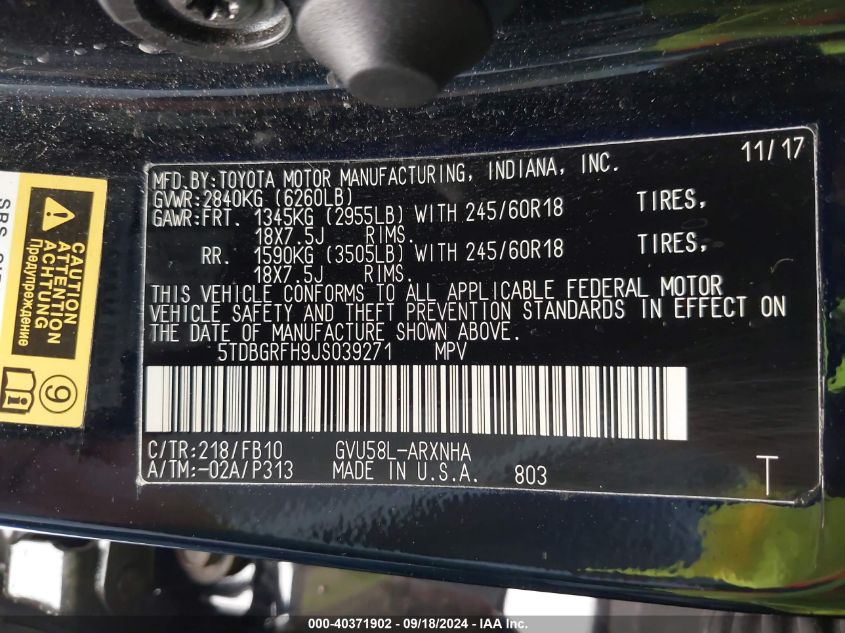 MFD.BY:TOYOTA MOTOR MANUFACTURING, INDIANA, INC. 11/17
GVWR:2840KG (6260LB)
GAWR:FRT. 1345KG (2955LB) WITH 245/60R18 TIRES,
18X7.5J RIMS.
RR. 1590KG (3505LB) WITH 245/60R18 TIRES,
18X7.5J RIMS.
THIS VEHICLE CONFORMS TO ALL APPLICABLE FEDERAL MOTOR
VEHICLE SAFETY AND THEFT PREVENTION STANDARDS IN EFFECT ON
THE DATE OF MANUFACTURE SHOWN ABOVE.
5TDBGRFH9JS039271 MPV
C/TR:218/FB10 GVU58L-ARXNHA
A/TM:-02A/P313 MADE IN U.S.A. 803 T
CAUTION
ATTENTION
ACHTUNG
Предупреждение
9
SRS
000-40371902 - 09/18/2024 - IAA Inc.